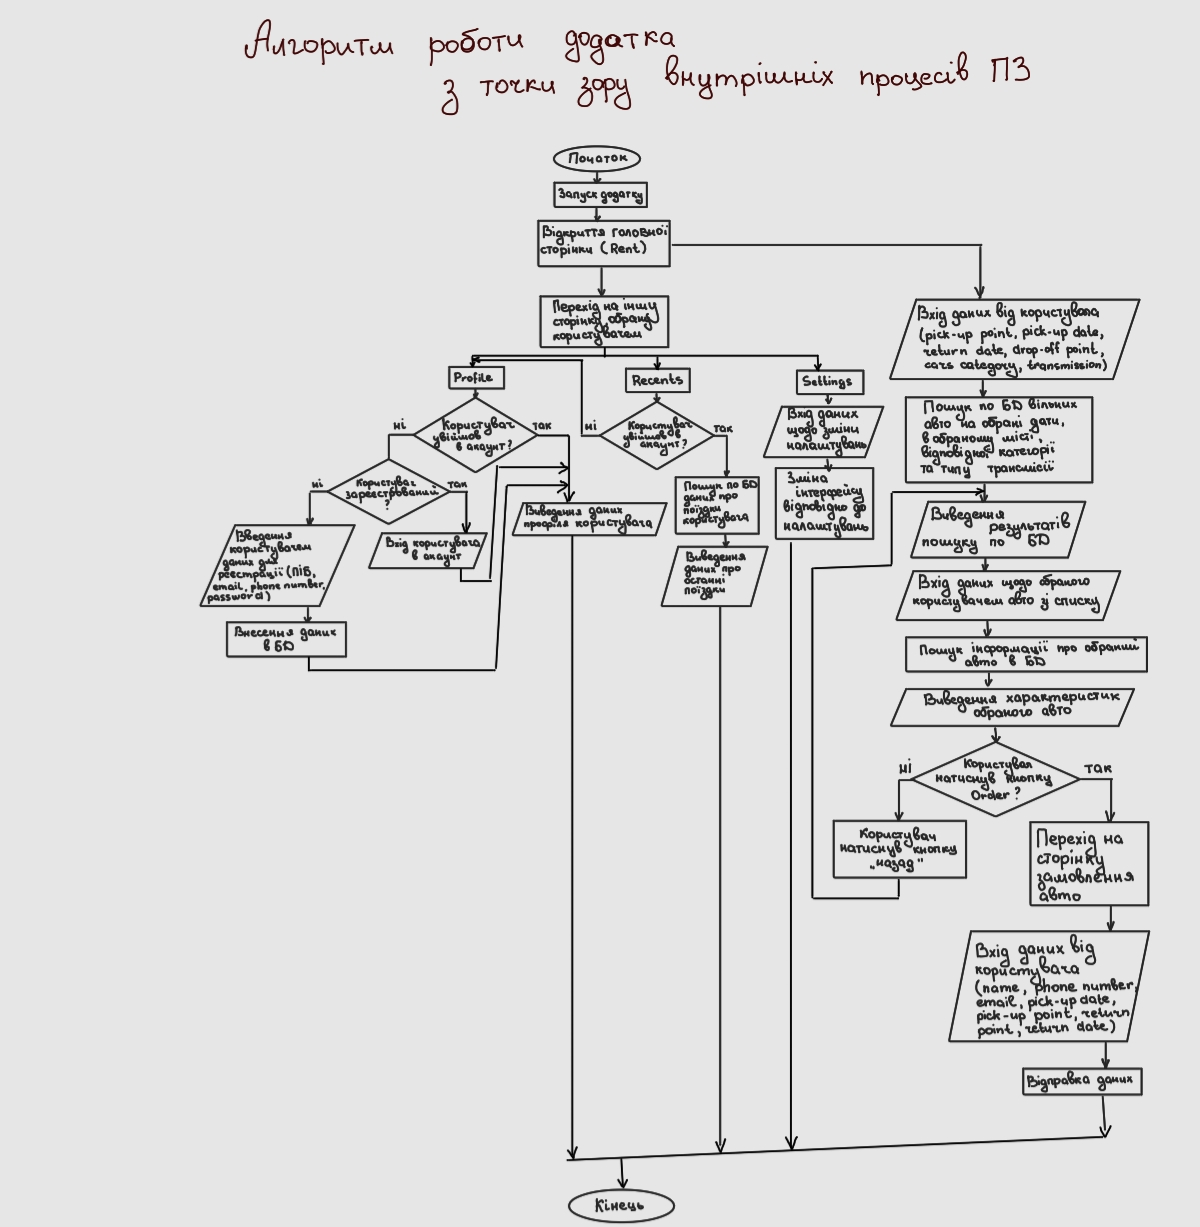 Алгоритм роботи додатка
з точки зору внутрішніх процесів ПЗ
Початок
Запуск додатку
Відкриття головної
сторінки (Rent)
Перехід на іншу
сторінку, обрану
користувачем
Profile
Recents
Settings
ні
Користувач
увійшов
в акаунт?
так
ні
Користувач
зареєстрований
?
так
Введення
користувачем
даних для
реєстрації (ПІБ,
email, phone number,
password)
Внесення даних
в БД
Вхід користувача
в акаунт
Виведення даних
профіля користувача
ні
Користувач
увійшов в
акаунт?
так
Пошук по БД
даних про
поїздки
користувача
Виведення
даних про
останні
поїздки
Вхід даних
щодо зміни
налаштувань
Зміна
інтерфейсу
відповідно до
налаштувань
Вхід даних від користувача
(pick-up point, pick-up date,
return date, drop-off point,
cars category, transmission)
Пошук по БД вільних
авто на обрані дати,
в обраному місті,
відповідної категорії
та типу трансмісії
Виведення
результатів
пошуку по БД
Вхід даних щодо обраного
користувачем авто зі списку
Пошук інформації про обраний
авто в БД
Виведення характеристик
обраного авто
ні
Користувач
натиснув кнопку
Order?
так
Користувач
натиснув кнопку
„назад"
Перехід на
сторінку
замовлення
авто
Вхід даних від
користувача
(name, phone number,
email, pick-up date,
pick-up point, return
point, return date)
Відправка даних
Кінець